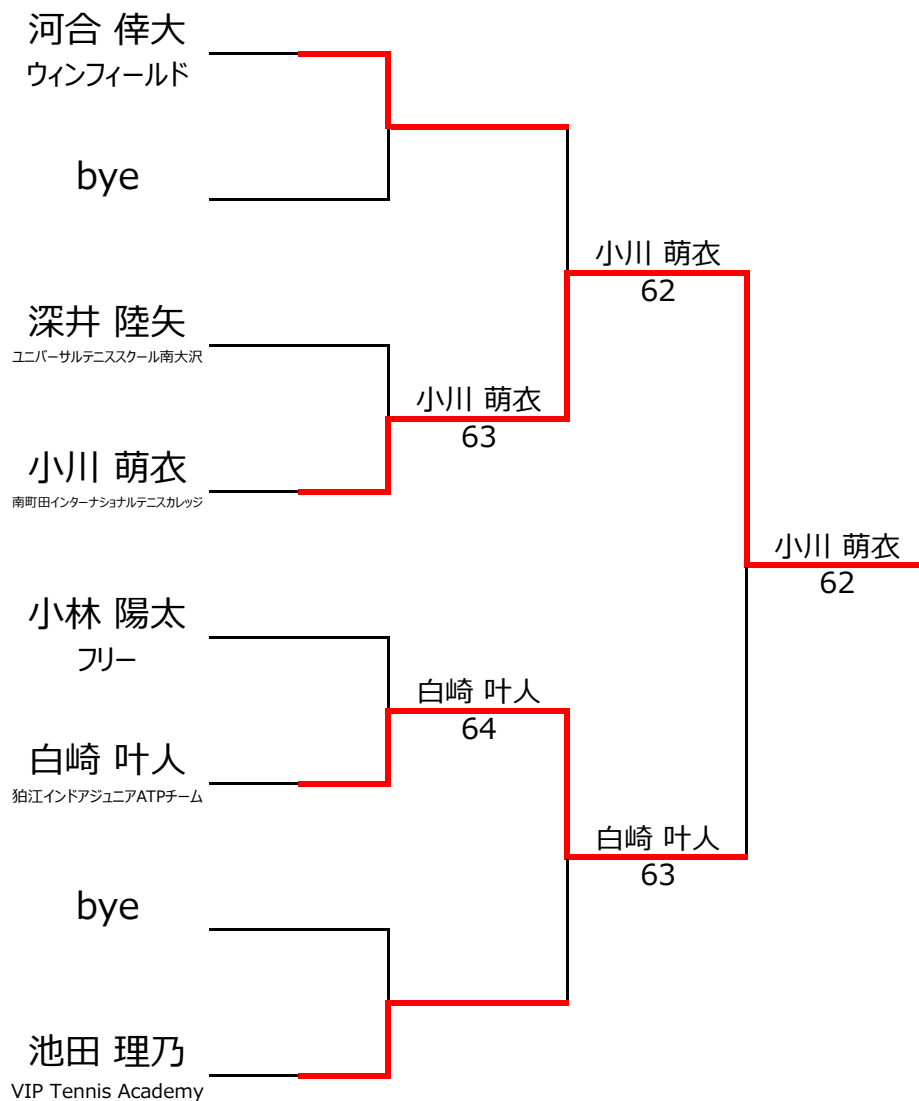 河合 倖大
ウィンフィールド
bye
小川 萌衣
62
深井 陸矢
ユニバーサルテニススクール南大沢
小川 萌衣
63
小川 萌衣
南町田インターナショナルテニスカレッジ
小川 萌衣
62
小林 陽太
フリー
白崎 叶人
64
白崎 叶人
狛江インドアジュニアATPチーム
白崎 叶人
63
bye
池田 理乃
VIP Tennis Academy